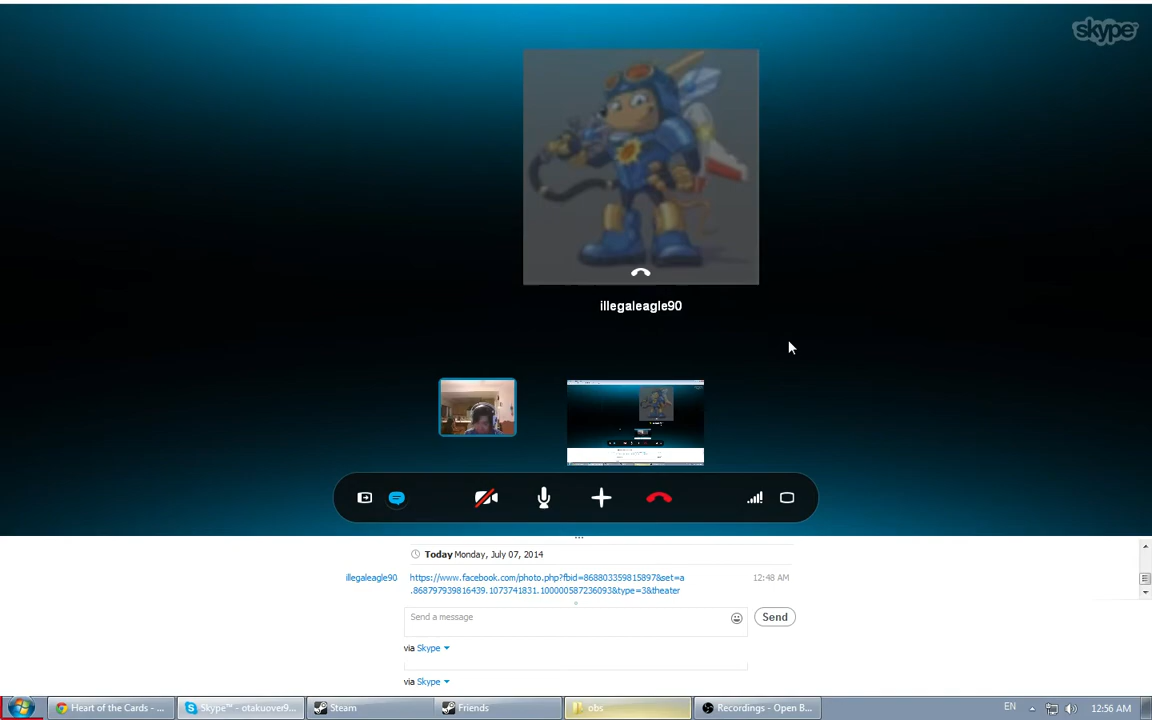 skype
illegaleagle90
Today Monday, July 07, 2014
illegaleagle90
https://www.facebook.com/photo.php?fbid=868803359815897&set=a
.868797939816439.1073741831.100000587236093&type=3&theater
12:48 AM
Send a message
Send
via Skype
via Skype
Heart of the Cards - ...
Skype™ - otakuover9...
Steam
Friends
obs
Recordings - Open B...
EN
12:56 AM